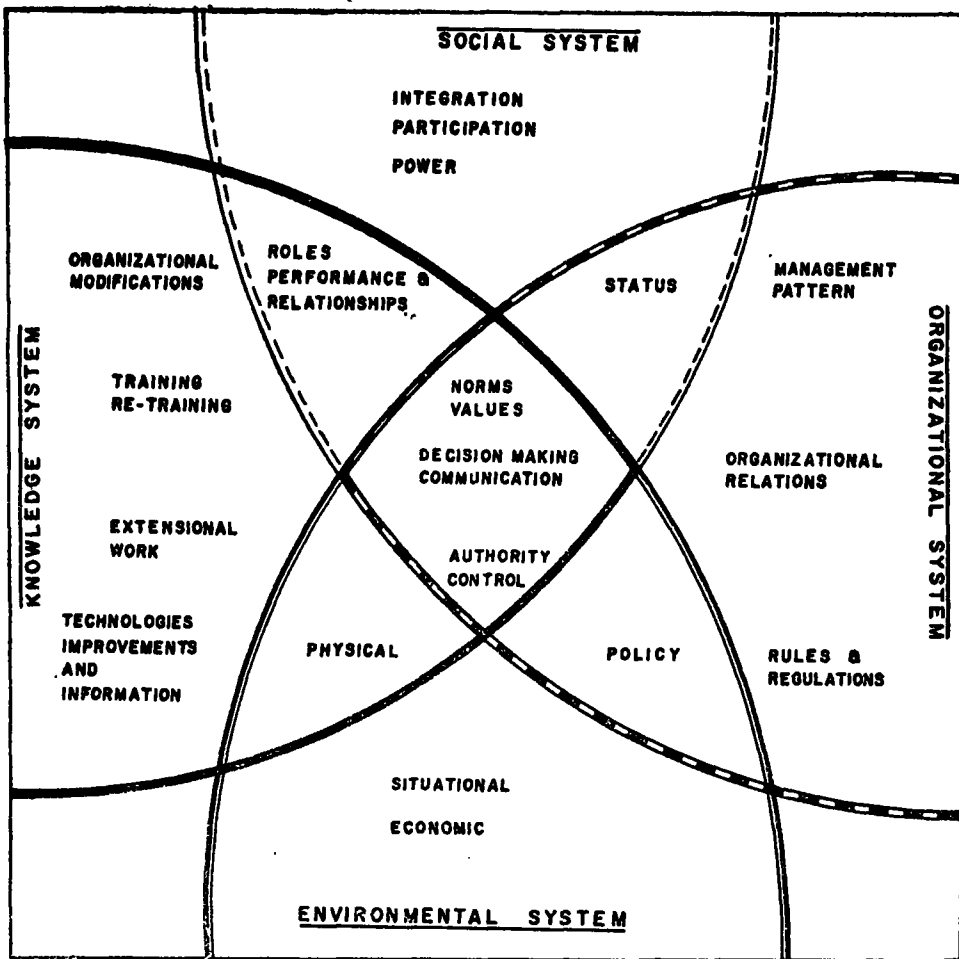 SOCIAL SYSTEM
INTEGRATION
PARTICIPATION
POWER
ORGANIZATIONAL
MODIFICATIONS
ROLES
PERFORMANCE &
RELATIONSHIPS
STATUS
MANAGEMENT
PATTERN
KNOWLEDGE SYSTEM
TRAINING
RE-TRAINING
NORMS
VALUES
DECISION MAKING
COMMUNICATION
ORGANIZATIONAL
RELATIONS
ORGANIZATIONAL SYSTEM
EXTENSIONAL
WORK
AUTHORITY
CONTROL
TECHNOLOGIES
IMPROVEMENTS
AND
INFORMATION
PHYSICAL
POLICY
RULES &
REGULATIONS
SITUATIONAL
ECONOMIC
ENVIRONMENTAL SYSTEM